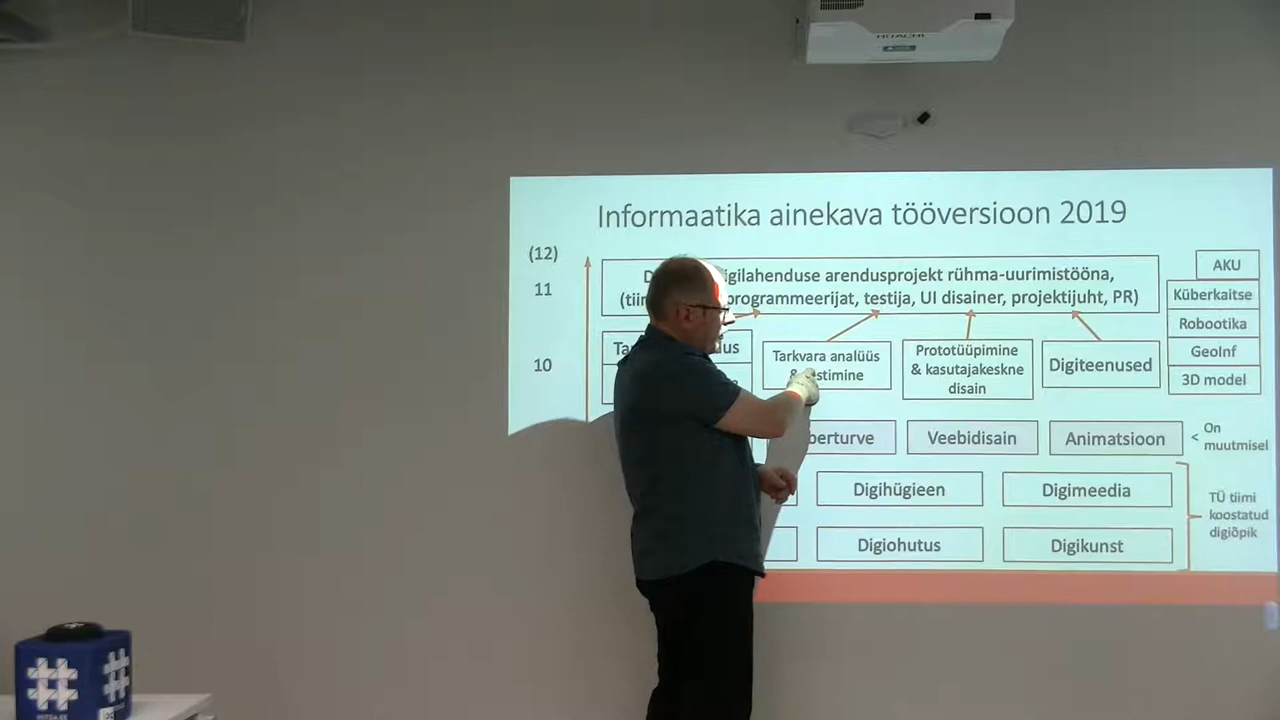 HITACHI
Informaatika ainekava tööversioon 2019
(12)
11
10
digilahenduse arendusprojekt rühma-uurimistööna,
programmeerijat, testija, UI disainer, projektijuht, PR)
AKU
Küberkaitse
Robootika
GeoInf
3D model
Tarkvara analüüs
&
Prototüüpimine
& kasutajakeskne
disain
Digiteenused
Veebidisain
Animatsioon
< On
muutmisel
Digihügieen
Digimeedia
Digiohutus
Digikunst
TÜ tiimi
koostatud
digiõpik